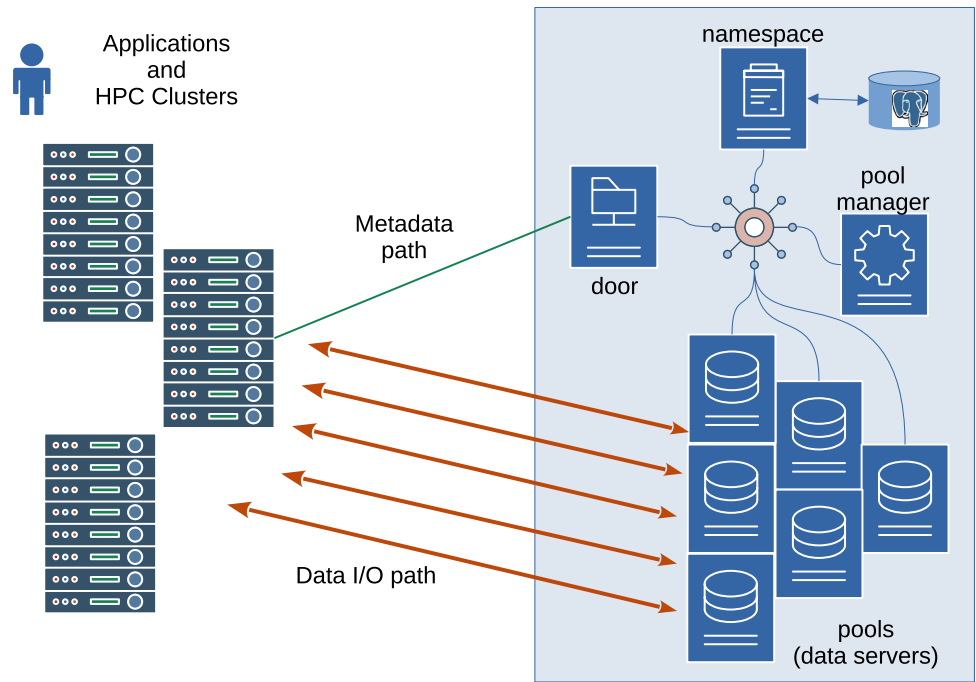 Applications
and
HPC Clusters
namespace
pool
manager
Metadata
path
door
Data I/O path
pools
(data servers)